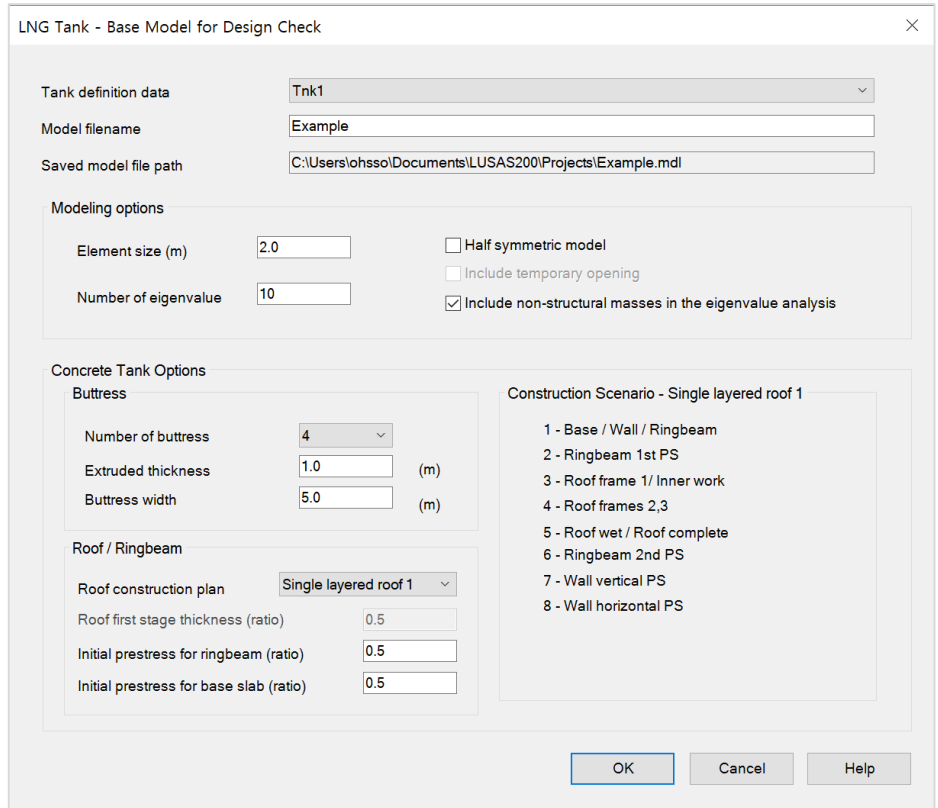 LNG Tank - Base Model for Design Check
Tank definition data
Tnk1
Model filename
Example
Saved model file path
C:\Users\ohsso\Documents\LUSAS200\Projects\Example.mdl
Modeling options
Element size (m)
2.0
Number of eigenvalue
10
Half symmetric model
Include temporary opening
Include non-structural masses in the eigenvalue analysis
Concrete Tank Options
Buttress
Number of buttress
4
Extruded thickness
1.0
(m)
Buttress width
5.0
(m)
Roof / Ringbeam
Roof construction plan
Single layered roof 1
Roof first stage thickness (ratio)
0.5
Initial prestress for ringbeam (ratio)
0.5
Initial prestress for base slab (ratio)
0.5
Construction Scenario - Single layered roof 1
1 - Base / Wall / Ringbeam
2 - Ringbeam 1st PS
3 - Roof frame 1/ Inner work
4 - Roof frames 2,3
5 - Roof wet / Roof complete
6 - Ringbeam 2nd PS
7 - Wall vertical PS
8 - Wall horizontal PS
OK
Cancel
Help